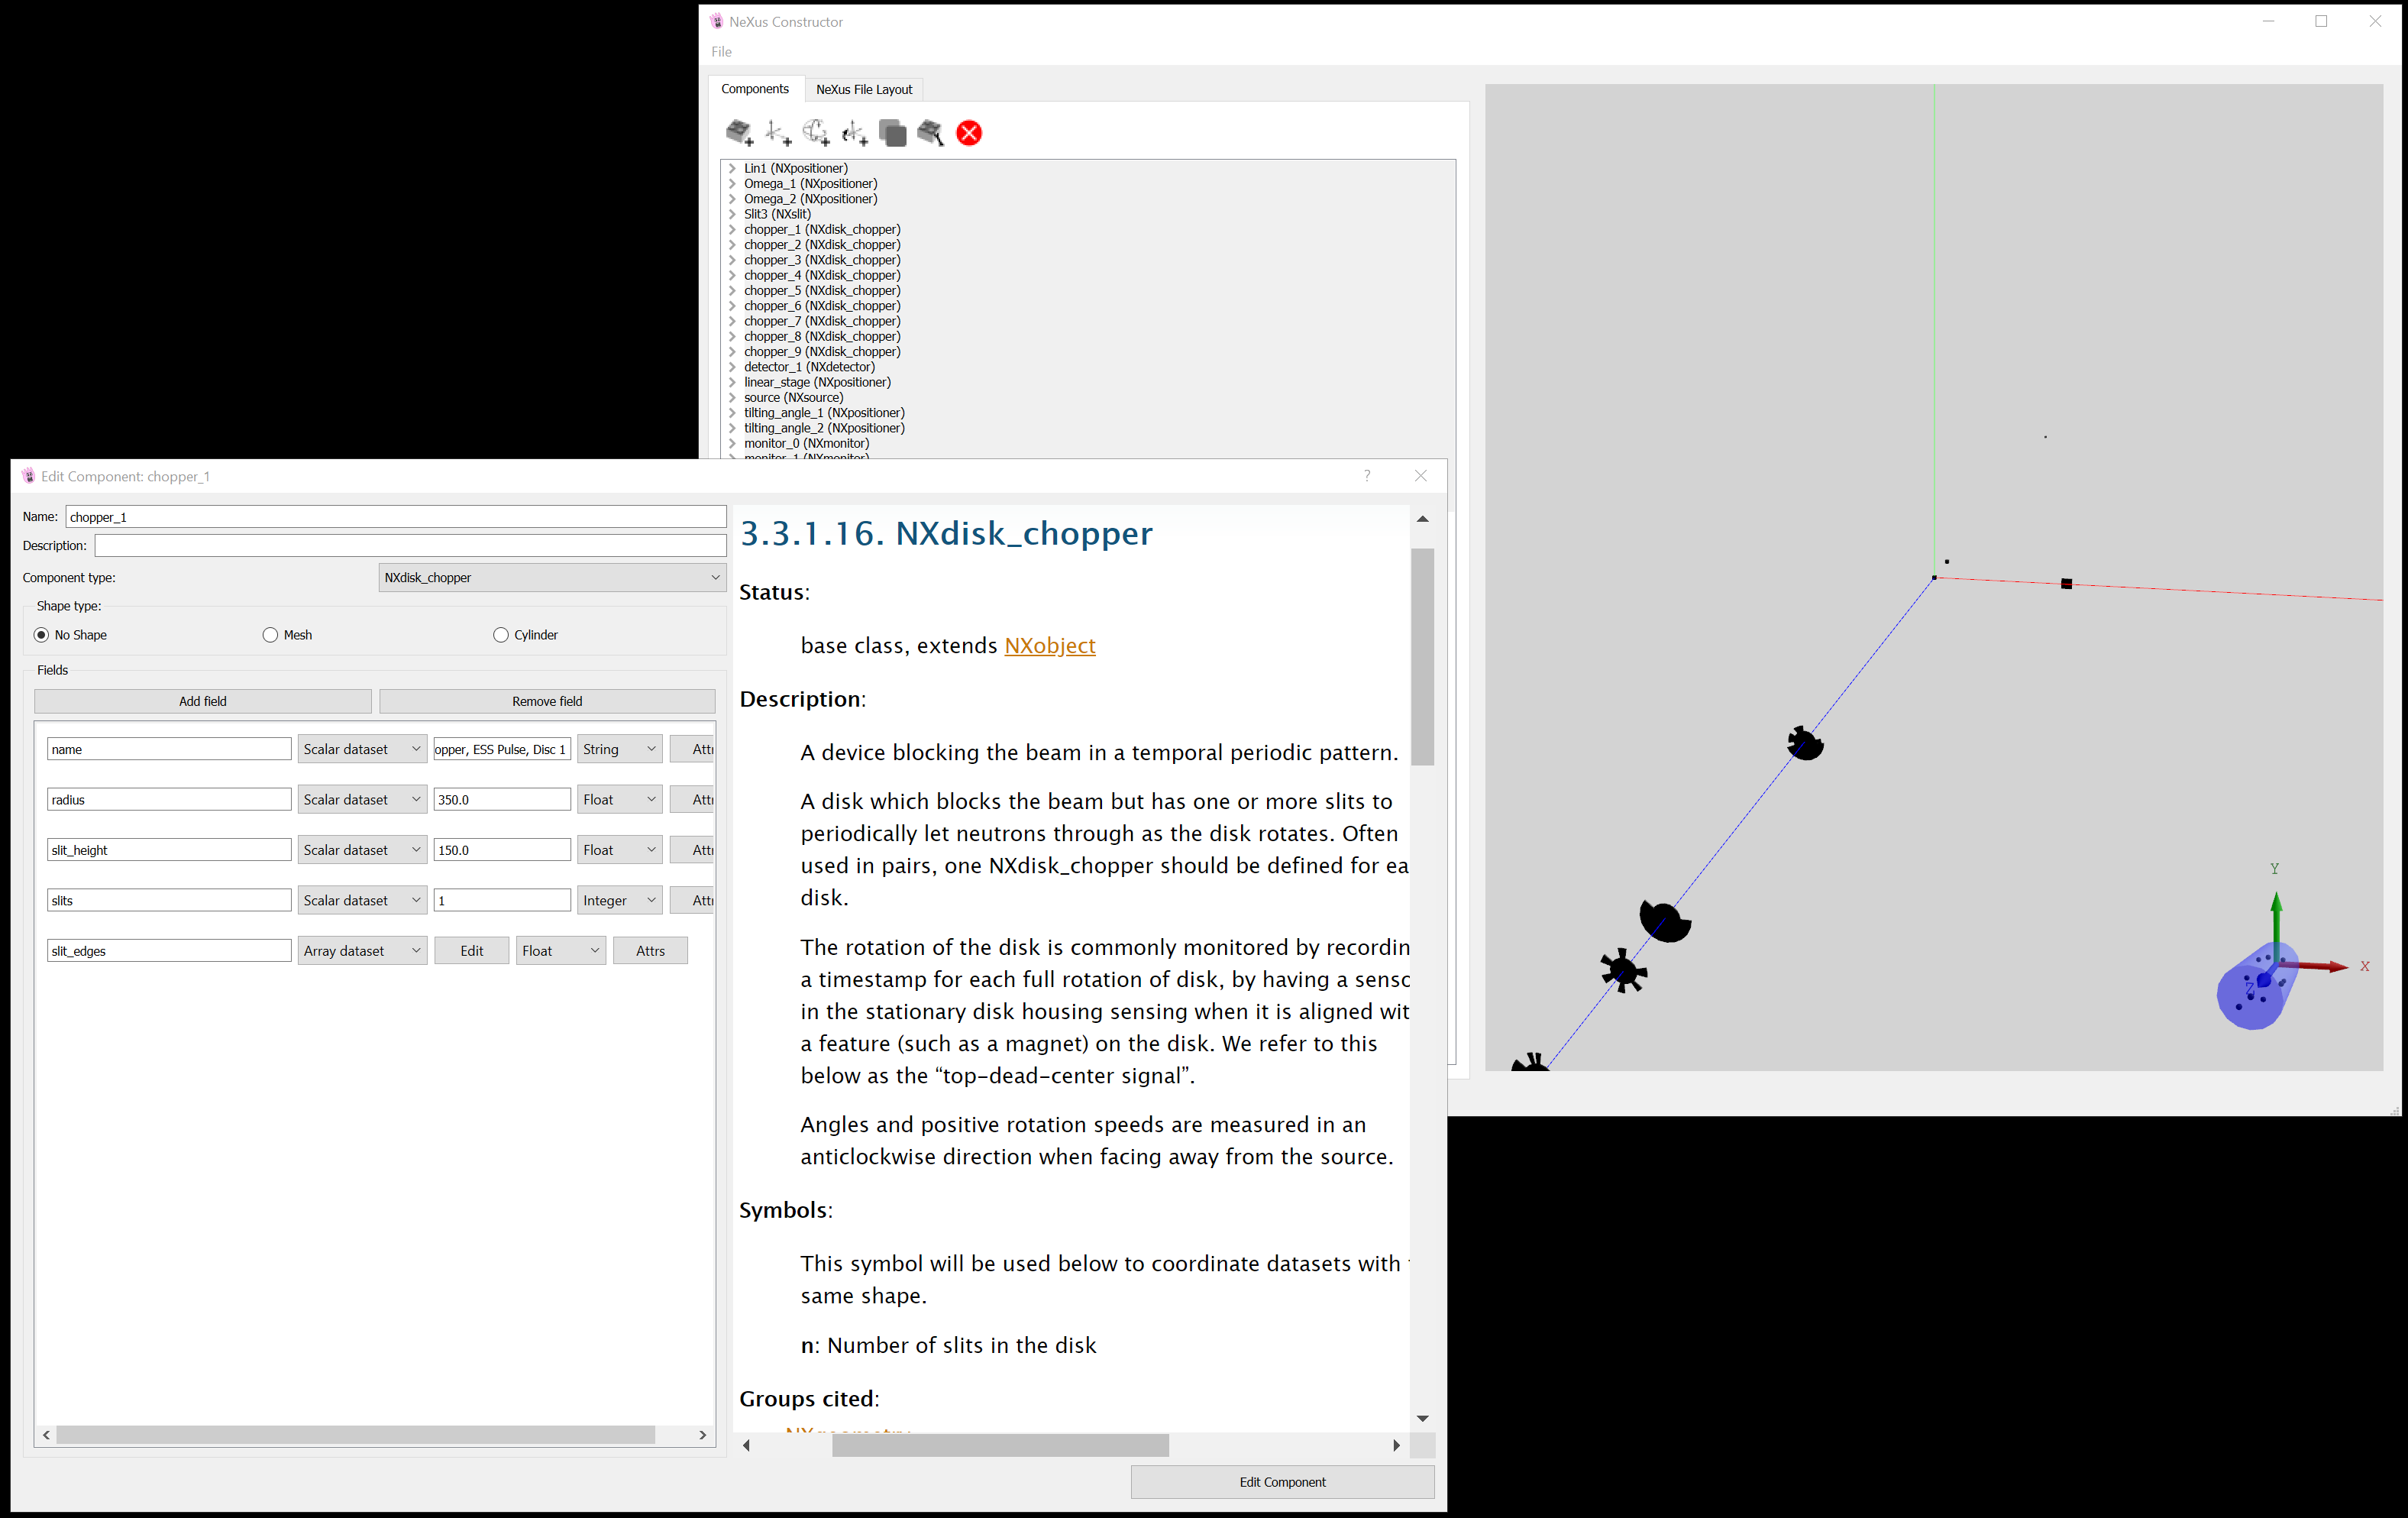 NeXus Constructor
File
Components
NeXus File Layout
Lin1 (NXpositioner)
Omega_1 (NXpositioner)
Omega_2 (NXpositioner)
Slit3 (NXslit)
chopper_1 (NXdisk_chopper)
chopper_2 (NXdisk_chopper)
chopper_3 (NXdisk_chopper)
chopper_4 (NXdisk_chopper)
chopper_5 (NXdisk_chopper)
chopper_6 (NXdisk_chopper)
chopper_7 (NXdisk_chopper)
chopper_8 (NXdisk_chopper)
chopper_9 (NXdisk_chopper)
detector_1 (NXdetector)
linear_stage (NXpositioner)
source (NXsource)
tilting_angle_1 (NXpositioner)
tilting_angle_2 (NXpositioner)
monitor_0 (NXmonitor)
monitor_1 (NXmonitor)
Y
X
Z
Edit Component: chopper_1
?
Name: chopper_1
Description:
Component type: NXdisk_chopper
Shape type:
No Shape Mesh Cylinder
Fields
Add field Remove field
name Scalar dataset opper, ESS Pulse, Disc 1 String Attr
radius Scalar dataset 350.0 Float Attr
slit_height Scalar dataset 150.0 Float Attr
slits Scalar dataset 1 Integer Attr
slit_edges Array dataset Edit Float Attrs
3.3.1.16. NXdisk_chopper
Status:
base class, extends NXobject
Description:
A device blocking the beam in a temporal periodic pattern.
A disk which blocks the beam but has one or more slits to
periodically let neutrons through as the disk rotates. Often
used in pairs, one NXdisk_chopper should be defined for ea
disk.
The rotation of the disk is commonly monitored by recordin
a timestamp for each full rotation of disk, by having a senso
in the stationary disk housing sensing when it is aligned wit
a feature (such as a magnet) on the disk. We refer to this
below as the “top-dead-center signal”.
Angles and positive rotation speeds are measured in an
anticlockwise direction when facing away from the source.
Symbols:
This symbol will be used below to coordinate datasets with
same shape.
n: Number of slits in the disk
Groups cited:
Edit Component